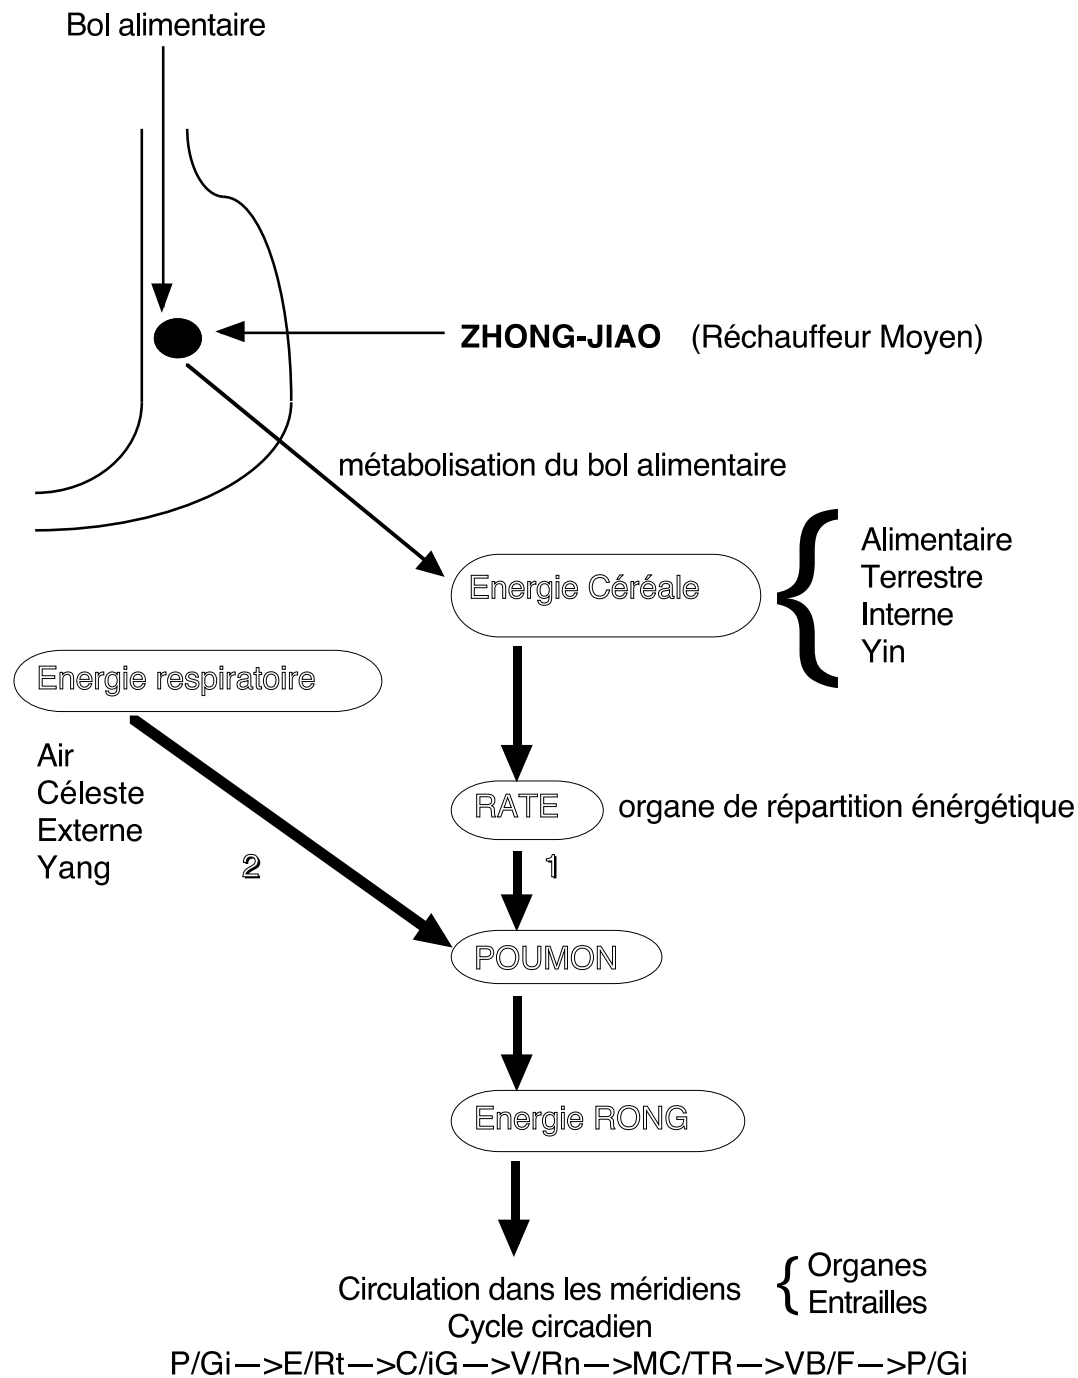 Bol alimentaire
ZHONG-JIAO (Réchauffeur Moyen)
métabolisation du bol alimentaire
Energie Céréale
Alimentaire
Terrestre
Interne
Yin
Energie respiratoire
Air
Céleste
Externe
Yang
2
RATE
organe de répartition énérgétique
1
POUMON
Energie RONG
Circulation dans les méridiens
Organes
Entrailles
Cycle circadien
P/Gi—>E/Rt—>C/iG—>V/Rn—>MC/TR—>VB/F—>P/Gi